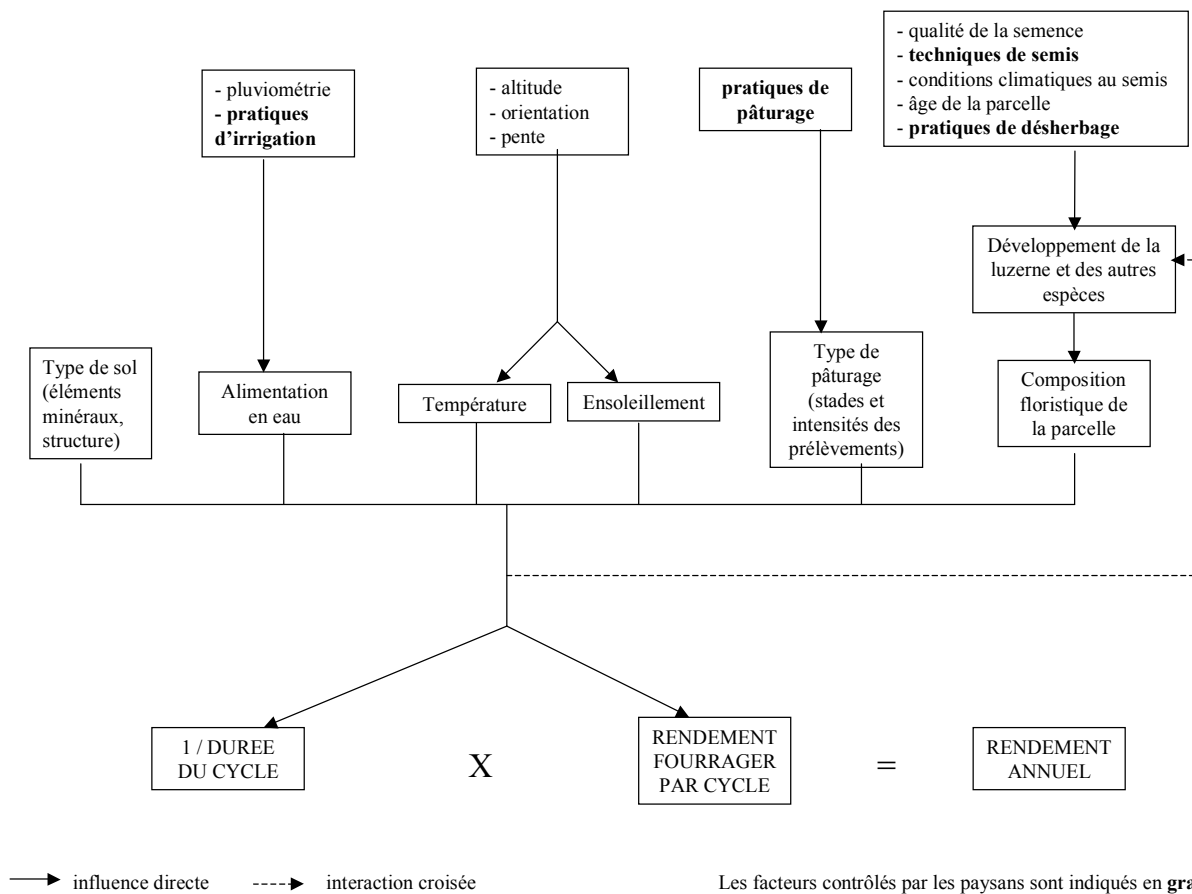 - pluviométrie
- pratiques
d’irrigation
- altitude
- orientation
- pente
pratiques de
pâturage
- qualité de la semence
- techniques de semis
- conditions climatiques au semis
- âge de la parcelle
- pratiques de désherbage
Développement de la
luzerne et des autres
espèces
Type de sol
(éléments
minéraux,
structure)
Alimentation
en eau
Température
Ensoleillement
Type de
pâturage
(stades et
intensités des
prélèvements)
Composition
floristique de
la parcelle
1 / DUREE
DU CYCLE
X
RENDEMENT
FOURRAGER
PAR CYCLE
=
RENDEMENT
ANNUEL
influence directe
interaction croisée
Les facteurs contrôlés par les paysans sont indiqués en gra